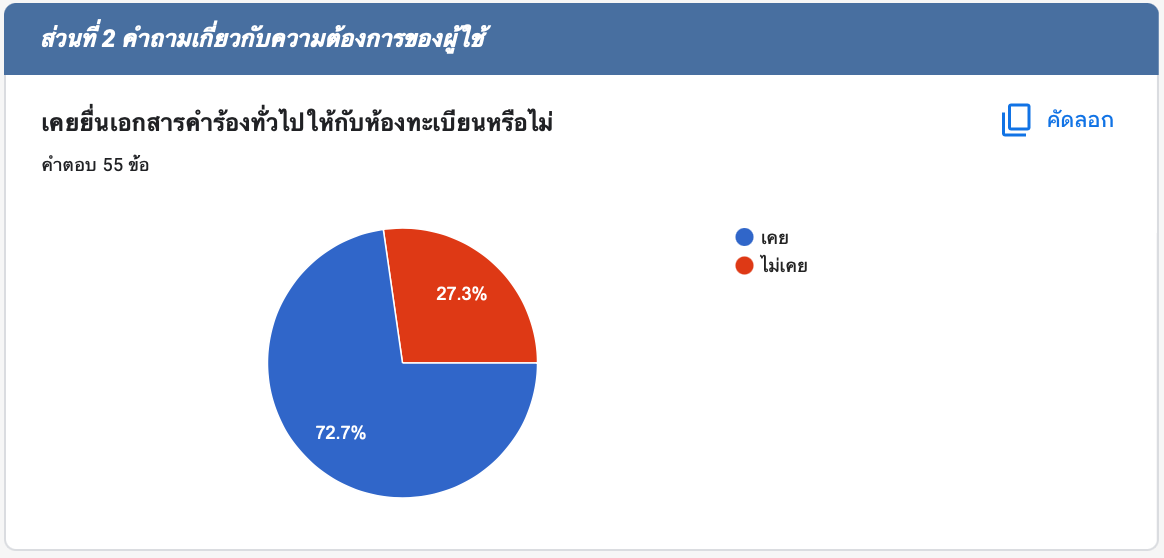 ส่วนที่ 2 คำถามเกี่ยวกับความต้องการของผู้ใช้
เคยยื่นเอกสารคำร้องทั่วไปให้กับห้องทะเบียนหรือไม่
คัดลอก
คำตอบ 55 ข้อ
เคย
ไม่เคย
27.3%
72.7%